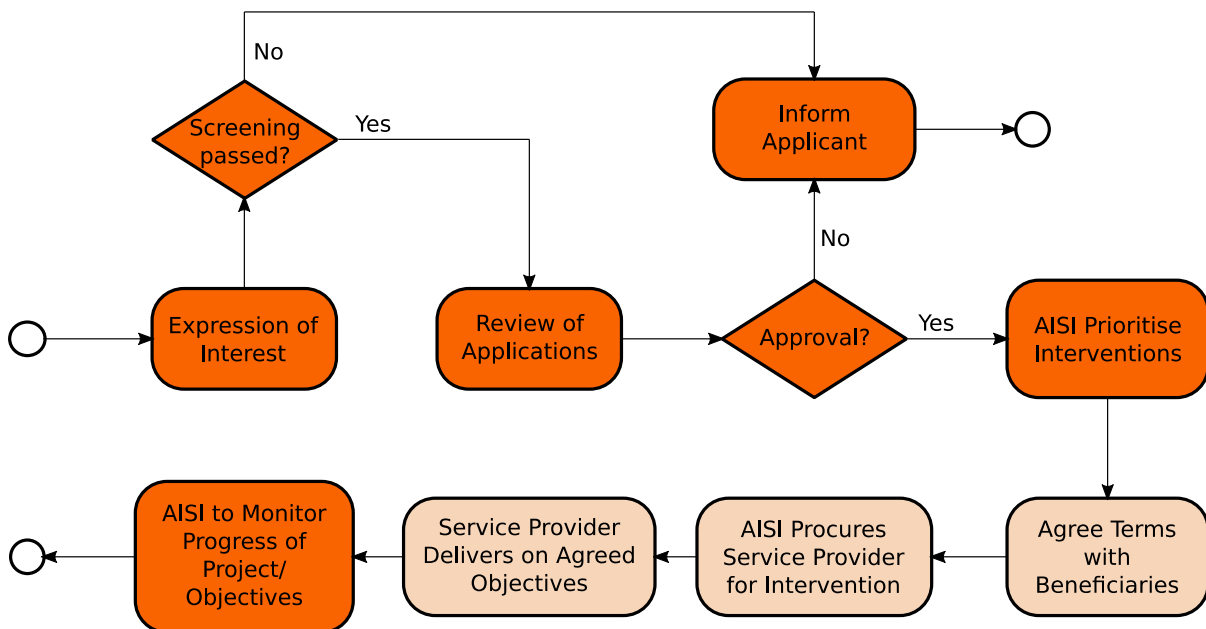 No
Screening
passed?
Yes
Inform
Applicant
No
Expression of
Interest
Review of
Applications
Approval?
Yes
AISI Prioritise
Interventions
AISI to Monitor
Progress of
Project/
Objectives
Service Provider
Delivers on Agreed
Objectives
AISI Procures
Service Provider
for Intervention
Agree Terms
with
Beneficiaries